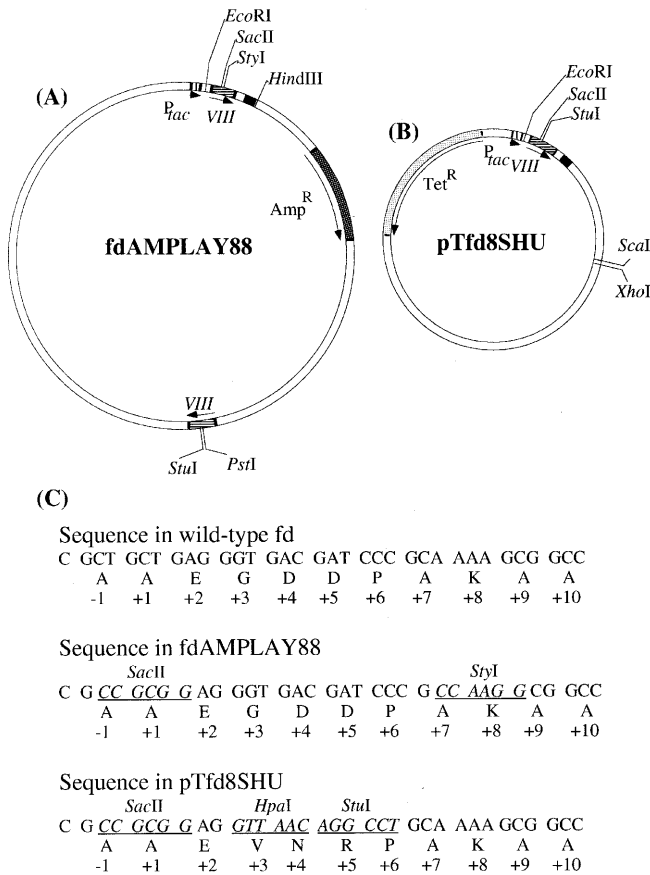 (A)
EcoRI
SacII
StyI
HindIII
Ptac
VIII
AmpR
fdAMPLAY88
VIII
StuI
PstI
(B)
EcoRI
SacII
StuI
Ptac
VIII
TetR
pTfd8SHU
ScaI
XhoI
(C)
Sequence in wild-type fd
C GCT GCT GAG GGT GAC GAT CCC GCA AAA GCG GCC
A A E G D D P A K A A
-1 +1 +2 +3 +4 +5 +6 +7 +8 +9 +10
Sequence in fdAMPLAY88
SacII StyI
C G CC GCG G AG GGT GAC GAT CCC G CC AAG G CG GCC
A A E G D D P A K A A
-1 +1 +2 +3 +4 +5 +6 +7 +8 +9 +10
Sequence in pTfd8SHU
SacII HpaI StuI
C G CC GCG G AG GTT AAC AGG CCT GCA AAA GCG GCC
A A E V N R P A K A A
-1 +1 +2 +3 +4 +5 +6 +7 +8 +9 +10